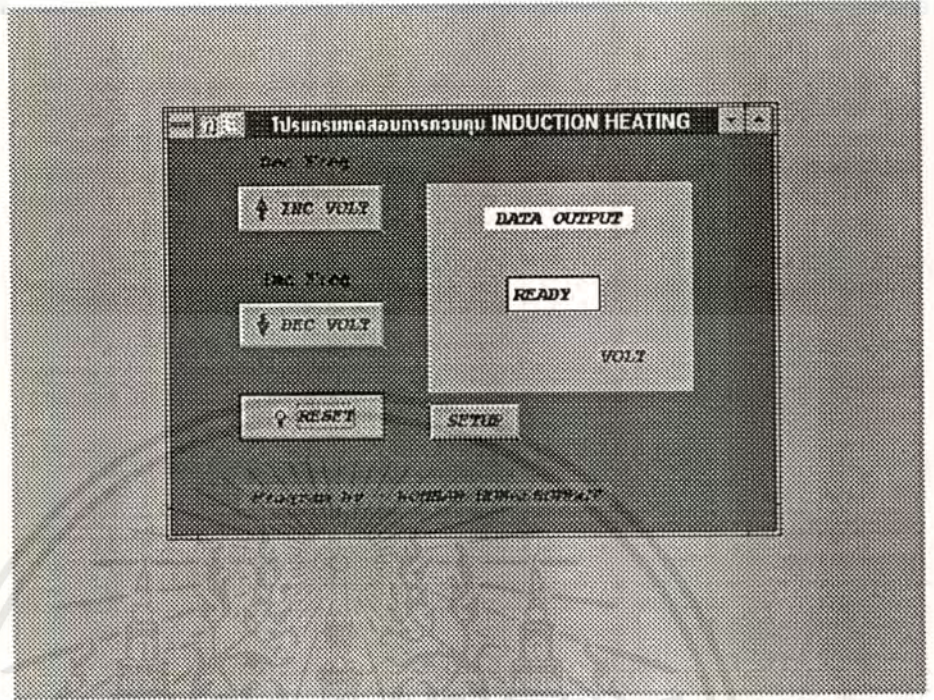 โปรแกรมทดสอบการควบคุม INDUCTION HEATING
Dec Freq
INC VOLT
DATA OUTPUT
Inc Freq
READY
DEC VOLT
VOLT
RESET
SETUP
Program by :